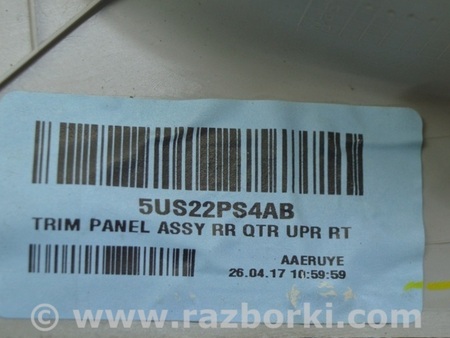 5US22PS4AB
TRIM PANEL ASSY RR QTR UPR RT
AAERUYE
26.04.17 10:59:59
© www.razborki.com